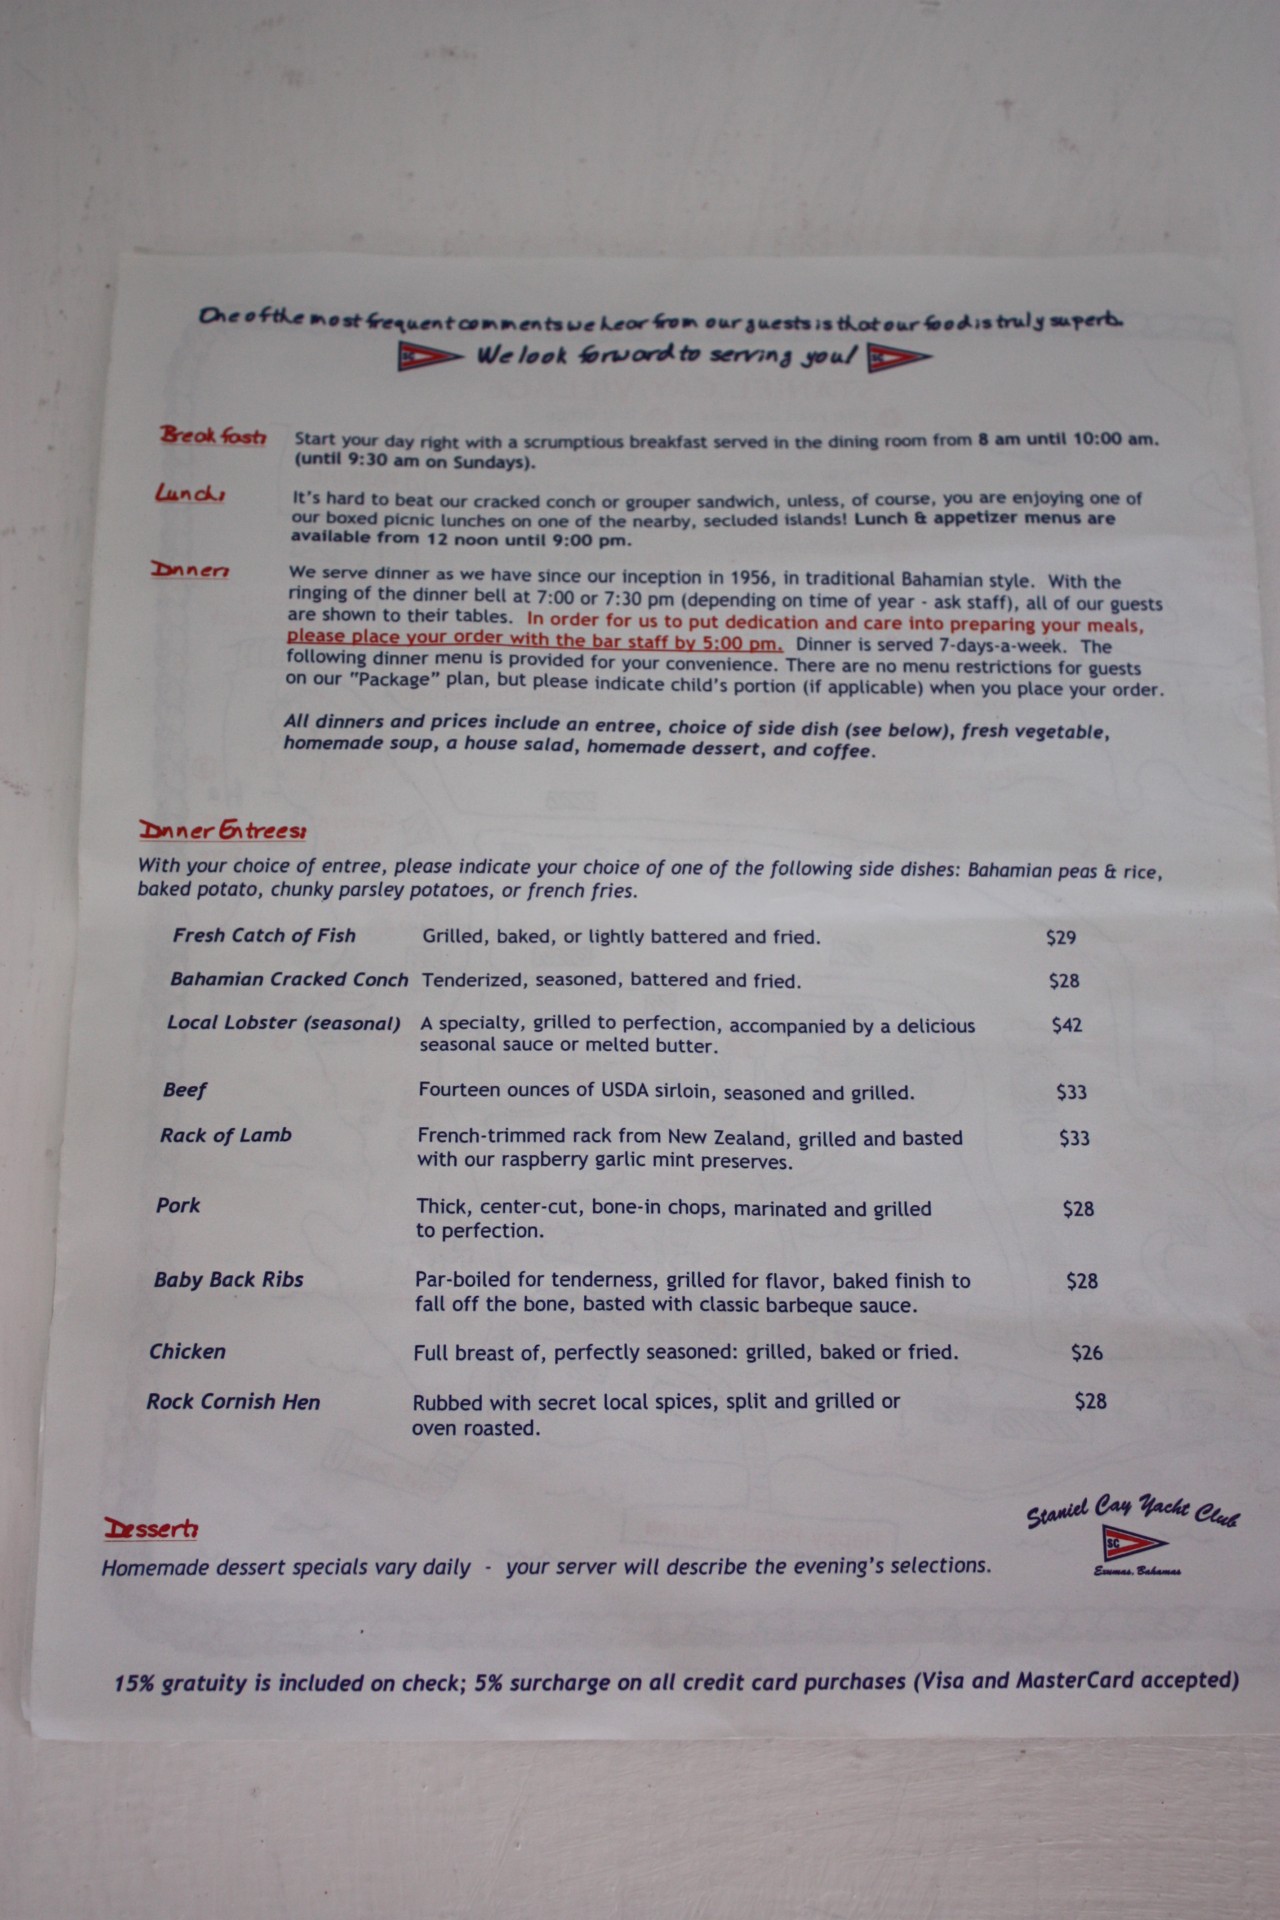 One of the most frequent comments we hear from our guests is that our food is truly superb.
We look forward to serving you!
Breakfast:
Start your day right with a scrumptious breakfast served in the dining room from 8 am until 10:00 am.
(until 9:30 am on Sundays).
Lunch:
It's hard to beat our cracked conch or grouper sandwich, unless, of course, you are enjoying one of
our boxed picnic lunches on one of the nearby, secluded islands! Lunch & appetizer menus are
available from 12 noon until 9:00 pm.
Dinner:
We serve dinner as we have since our inception in 1956, in traditional Bahamian style. With the
ringing of the dinner bell at 7:00 or 7:30 pm (depending on time of year - ask staff), all of our guests
are shown to their tables. In order for us to put dedication and care into preparing your meals,
please place your order with the bar staff by 5:00 pm. Dinner is served 7-days-a-week. The
following dinner menu is provided for your convenience. There are no menu restrictions for guests
on our "Package" plan, but please indicate child's portion (if applicable) when you place your order.
All dinners and prices include an entree, choice of side dish (see below), fresh vegetable,
homemade soup, a house salad, homemade dessert, and coffee.
Dinner Entrees:
With your choice of entree, please indicate your choice of one of the following side dishes: Bahamian peas & rice,
baked potato, chunky parsley potatoes, or french fries.
Fresh Catch of Fish Grilled, baked, or lightly battered and fried. $29
Bahamian Cracked Conch Tenderized, seasoned, battered and fried. $28
Local Lobster (seasonal) A specialty, grilled to perfection, accompanied by a delicious $42
seasonal sauce or melted butter.
Beef Fourteen ounces of USDA sirloin, seasoned and grilled. $33
Rack of Lamb French-trimmed rack from New Zealand, grilled and basted $33
with our raspberry garlic mint preserves.
Pork Thick, center-cut, bone-in chops, marinated and grilled $28
to perfection.
Baby Back Ribs Par-boiled for tenderness, grilled for flavor, baked finish to $28
fall off the bone, basted with classic barbeque sauce.
Chicken Full breast of, perfectly seasoned: grilled, baked or fried. $26
Rock Cornish Hen Rubbed with secret local spices, split and grilled or $28
oven roasted.
Dessert:
Homemade dessert specials vary daily - your server will describe the evening's selections.
Staniel Cay Yacht Club
SC
Exumas, Bahamas
15% gratuity is included on check; 5% surcharge on all credit card purchases (Visa and MasterCard accepted)